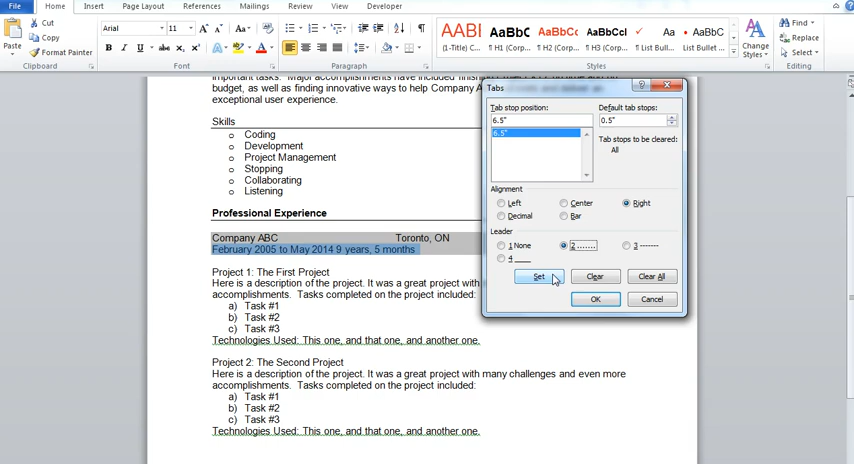 File Home Insert Page Layout References Mailings Review View Developer
Paste Cut Copy Format Painter
Arial 11
B I U abc X₂ X²
AABI AaBbC AaBbCc AaBbCcI Aa AaBbC
(1-Title) C... ¶ H1 (Corp... ¶ H2 (Corp... ¶ H3 (Corp... ¶ List Bull... List Bullet ...
Change Styles
Find Replace Select
Clipboard Font Paragraph Styles Editing
budget, as well as finding innovative ways to help Company A
exceptional user experience.
Skills
o Coding
o Development
o Project Management
o Stopping
o Collaborating
o Listening
Professional Experience
Company ABC Toronto, ON
February 2005 to May 2014 9 years, 5 months
Project 1: The First Project
Here is a description of the project. It was a great project with
accomplishments. Tasks completed on the project included:
a) Task #1
b) Task #2
c) Task #3
Technologies Used: This one, and that one, and another one.
Project 2: The Second Project
Here is a description of the project. It was a great project with many challenges and even more
accomplishments. Tasks completed on the project included:
a) Task #1
b) Task #2
c) Task #3
Technologies Used: This one, and that one, and another one.
Tabs
Tab stop position: Default tab stops:
6.5" 0.5"
6.5"
Tab stops to be cleared:
All
Alignment
Left Center Right
Decimal Bar
Leader
1 None 2 ....... 3 -------
4 ____
Set Clear Clear All
OK Cancel